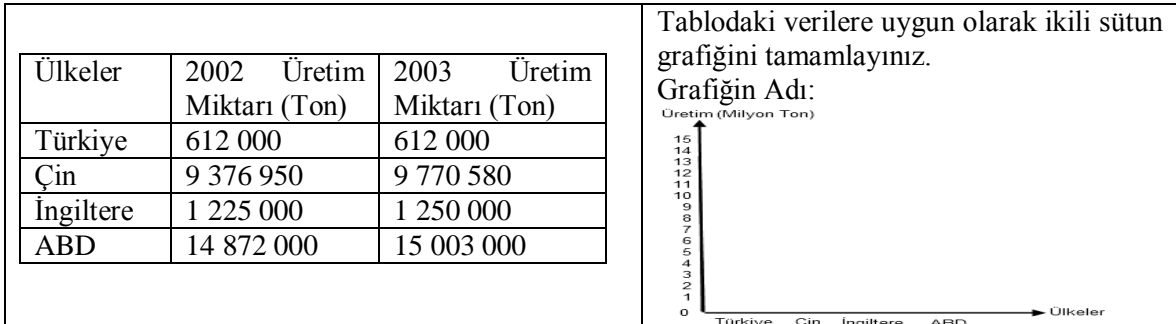 Ülkeler
2002 Üretim
Miktarı (Ton)
2003 Üretim
Miktarı (Ton)
Türkiye 612 000 612 000
Çin 9 376 950 9 770 580
İngiltere 1 225 000 1 250 000
ABD 14 872 000 15 003 000
Tablodaki verilere uygun olarak ikili sütun
grafiğini tamamlayınız.
Grafiğin Adı:
Üretim (Milyon Ton)
15
14
13
12
11
10
9
8
7
6
5
4
3
2
1
0
Ülkeler
Türkiye Çin İngiltere ABD